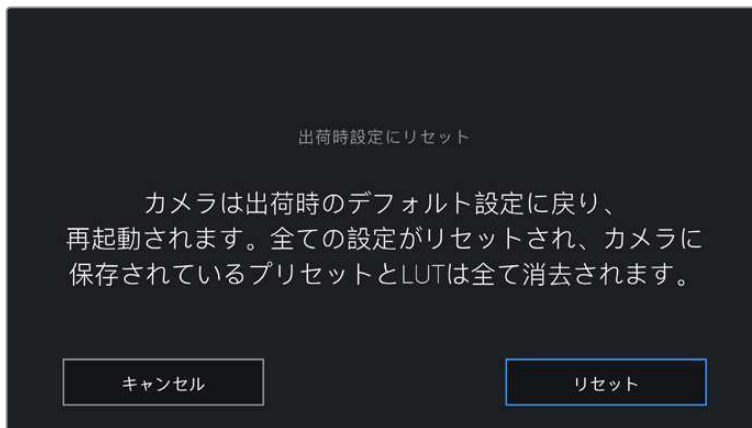 出荷時設定にリセット
カメラは出荷時のデフォルト設定に戻り、
再起動されます。全ての設定がリセットされ、カメラに
保存されているプリセットとLUTは全て消去されます。
キャンセル
リセット